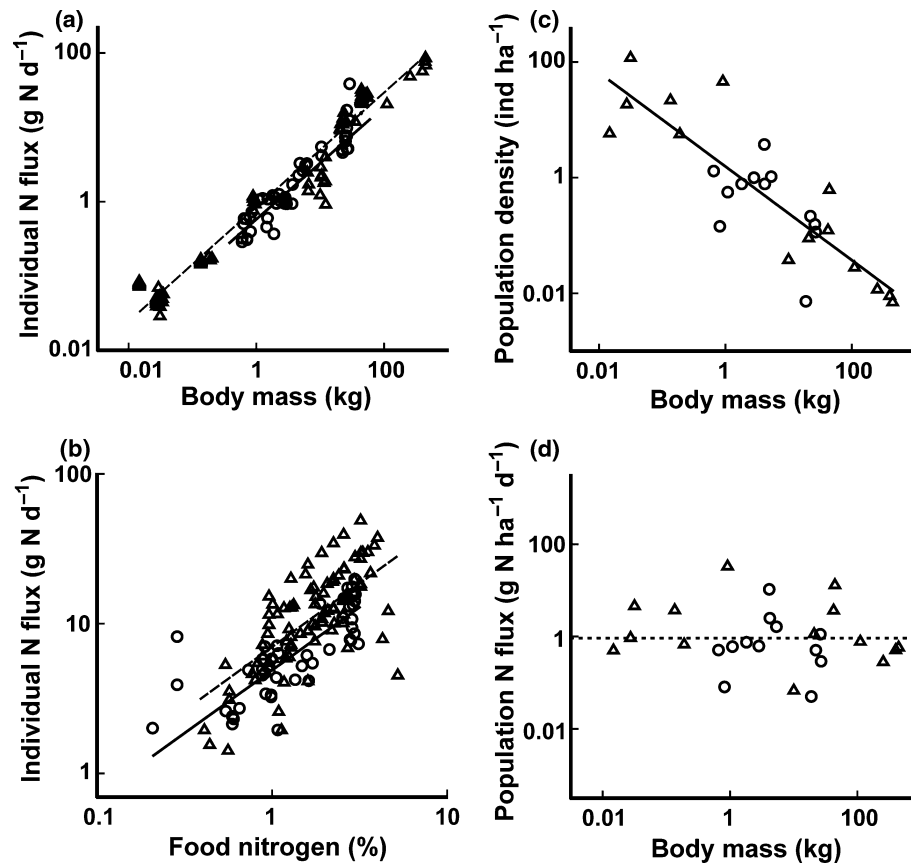 (a)
Individual N flux (g N d⁻¹)
100
1
0.01
0.01 1 100
Body mass (kg)
(c)
Population density (ind ha⁻¹)
100
1
0.01
0.01 1 100
Body mass (kg)
(b)
Individual N flux (g N d⁻¹)
100
10
1
0.1 1 10
Food nitrogen (%)
(d)
Population N flux (g N ha⁻¹ d⁻¹)
100
1
0.01
0.01 1 100
Body mass (kg)